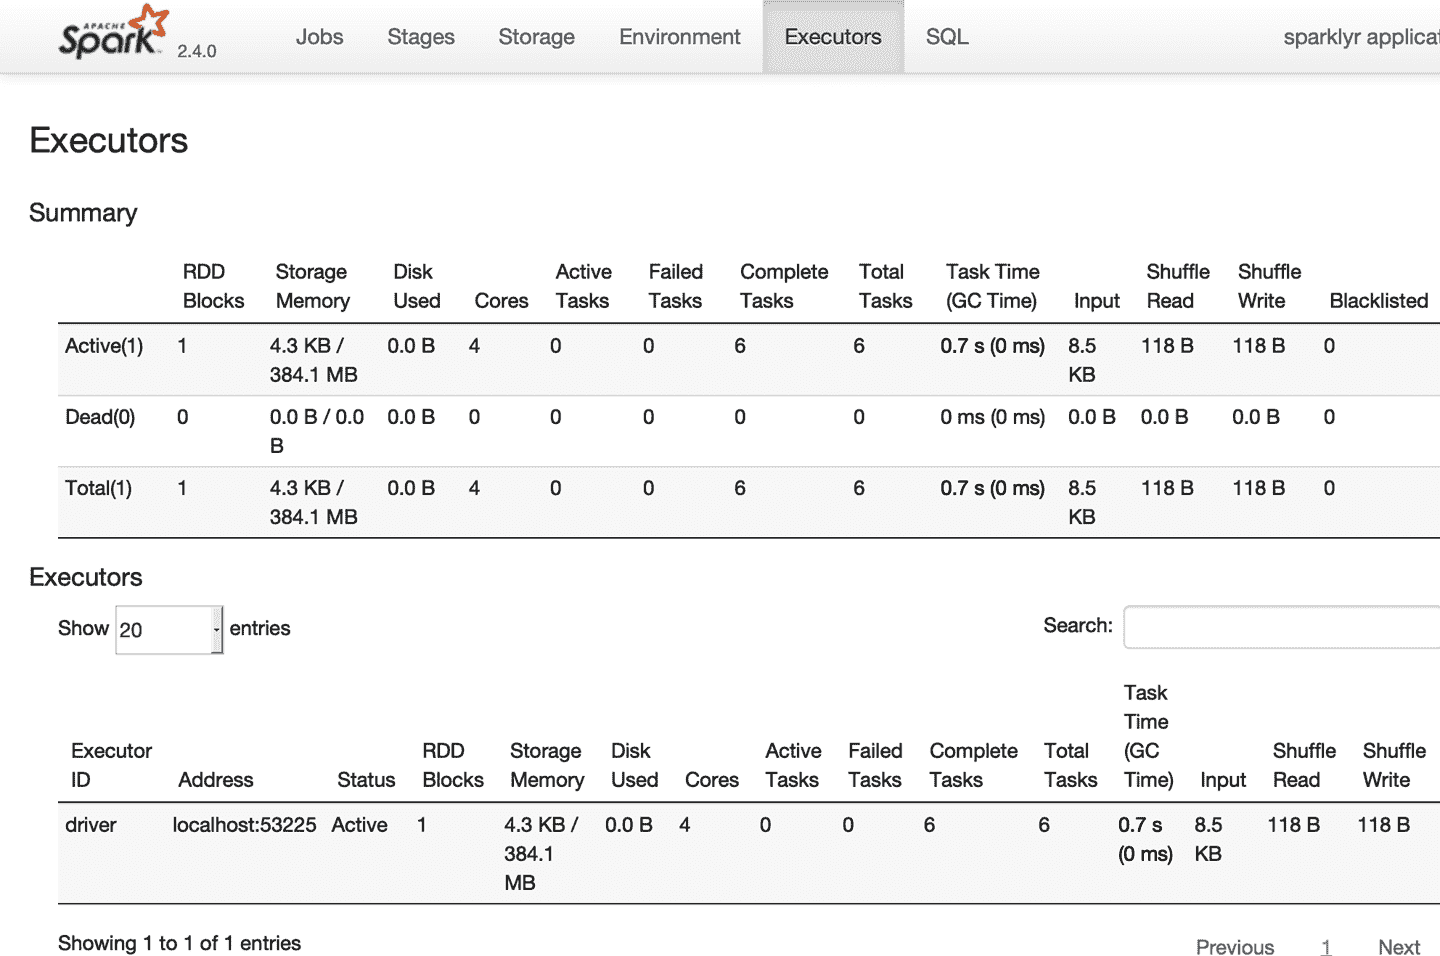 APACHE
Spark 2.4.0 Jobs Stages Storage Environment Executors SQL sparklyr applicat
Executors
Summary
RDD Storage Disk Active Failed Complete Total Task Time Shuffle Shuffle
Blocks Memory Used Cores Tasks Tasks Tasks Tasks (GC Time) Input Read Write Blacklisted
Active(1) 1 4.3 KB / 0.0 B 4 0 0 6 6 0.7 s (0 ms) 8.5 118 B 118 B 0
384.1 MB KB
Dead(0) 0 0.0 B / 0.0 0.0 B 0 0 0 0 0 0 ms (0 ms) 0.0 B 0.0 B 0.0 B 0
B
Total(1) 1 4.3 KB / 0.0 B 4 0 0 6 6 0.7 s (0 ms) 8.5 118 B 118 B 0
384.1 MB KB
Executors
Show 20 entries Search:
Task
Time
Executor RDD Storage Disk Active Failed Complete Total (GC Shuffle Shuffle
ID Address Status Blocks Memory Used Cores Tasks Tasks Tasks Tasks Time) Input Read Write
driver localhost:53225 Active 1 4.3 KB / 0.0 B 4 0 0 6 6 0.7 s 8.5 118 B 118 B
384.1 (0 ms) KB
MB
Showing 1 to 1 of 1 entries Previous 1 Next